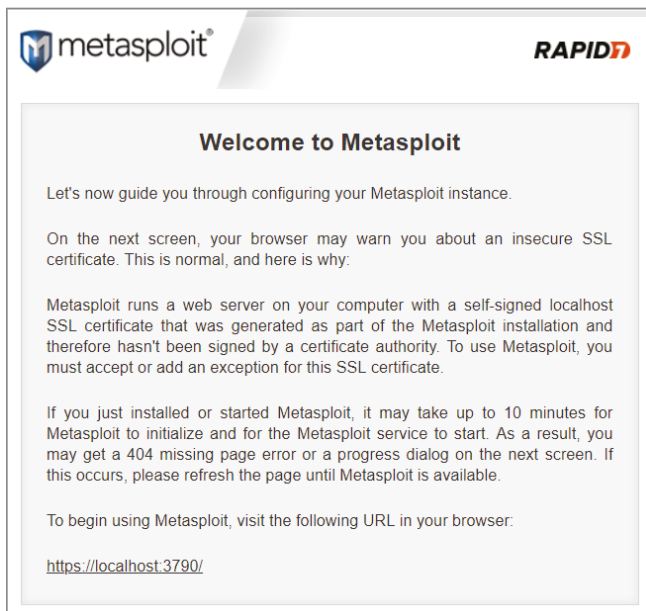 metasploit®
RAPID7
Welcome to Metasploit
Let's now guide you through configuring your Metasploit instance.
On the next screen, your browser may warn you about an insecure SSL
certificate. This is normal, and here is why:
Metasploit runs a web server on your computer with a self-signed localhost
SSL certificate that was generated as part of the Metasploit installation and
therefore hasn't been signed by a certificate authority. To use Metasploit, you
must accept or add an exception for this SSL certificate.
If you just installed or started Metasploit, it may take up to 10 minutes for
Metasploit to initialize and for the Metasploit service to start. As a result, you
may get a 404 missing page error or a progress dialog on the next screen. If
this occurs, please refresh the page until Metasploit is available.
To begin using Metasploit, visit the following URL in your browser:
https://localhost:3790/